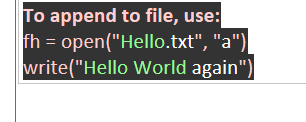 To append to file, use:
fh = open("Hello.txt", "a")
write("Hello World again")